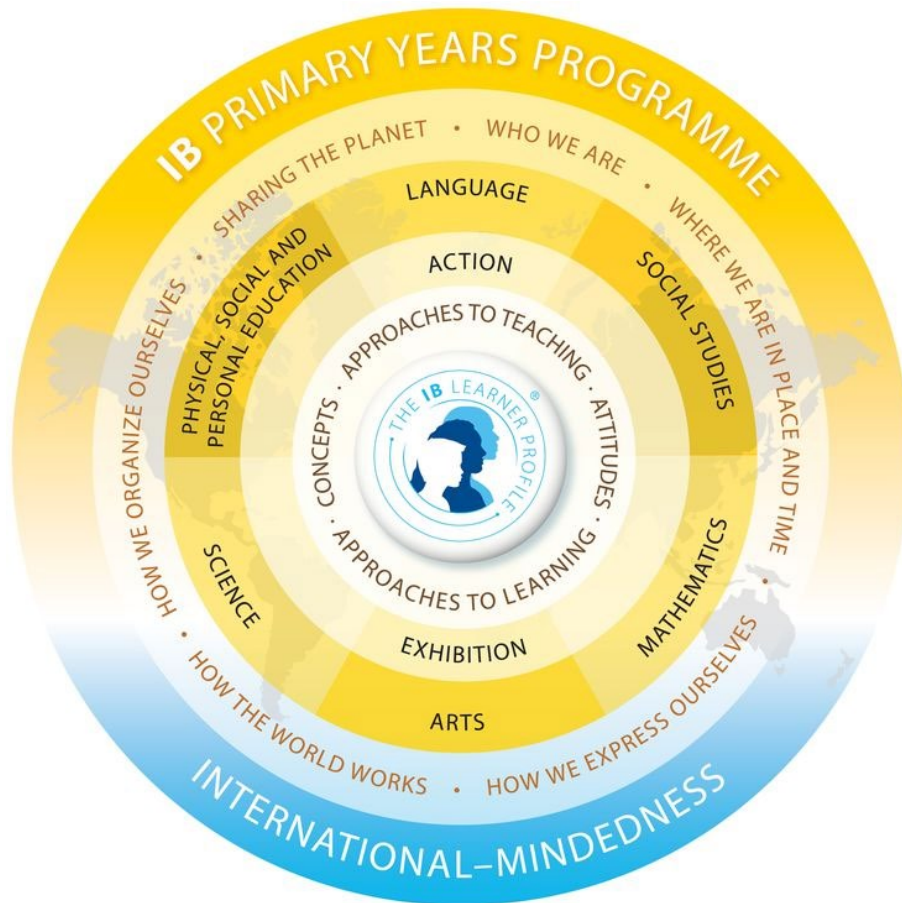 IB PRIMARY YEARS PROGRAMME
SHARING THE PLANET • WHO WE ARE • WHERE WE ARE IN PLACE AND TIME • HOW WE EXPRESS OURSELVES • HOW THE WORLD WORKS • HOW WE ORGANIZE OURSELVES •
LANGUAGE
SOCIAL STUDIES
MATHEMATICS
ARTS
SCIENCE
PHYSICAL, SOCIAL AND
PERSONAL EDUCATION
ACTION
EXHIBITION
APPROACHES TO TEACHING · ATTITUDES · APPROACHES TO LEARNING · CONCEPTS ·
• THE IB LEARNER PROFILE • ®
INTERNATIONAL–MINDEDNESS